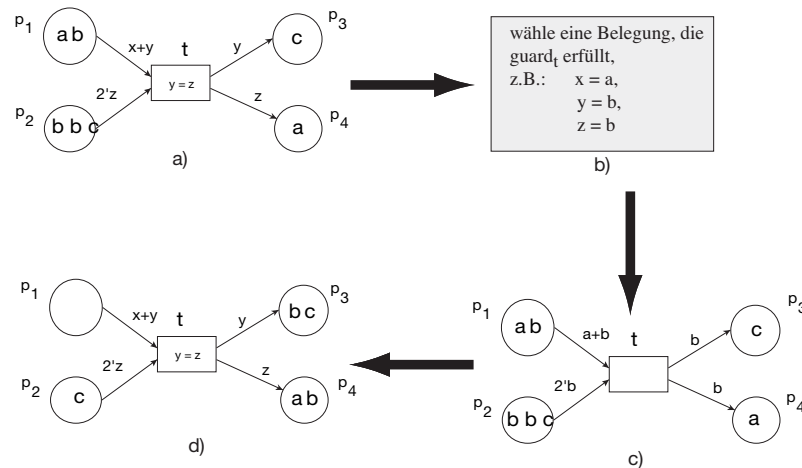 p1
a b
x+y
t
y
c
p3
y = z
2'z
z
p2
b b c
a
p4
a)
wähle eine Belegung, die
guardt erfüllt,
z.B.: x = a,
y = b,
z = b
b)
p1
x+y
t
y
b c
p3
y = z
2'z
z
p2
c
a b
p4
d)
p1
a b
a+b
t
b
c
p3
2'b
b
p2
b b c
a
p4
c)